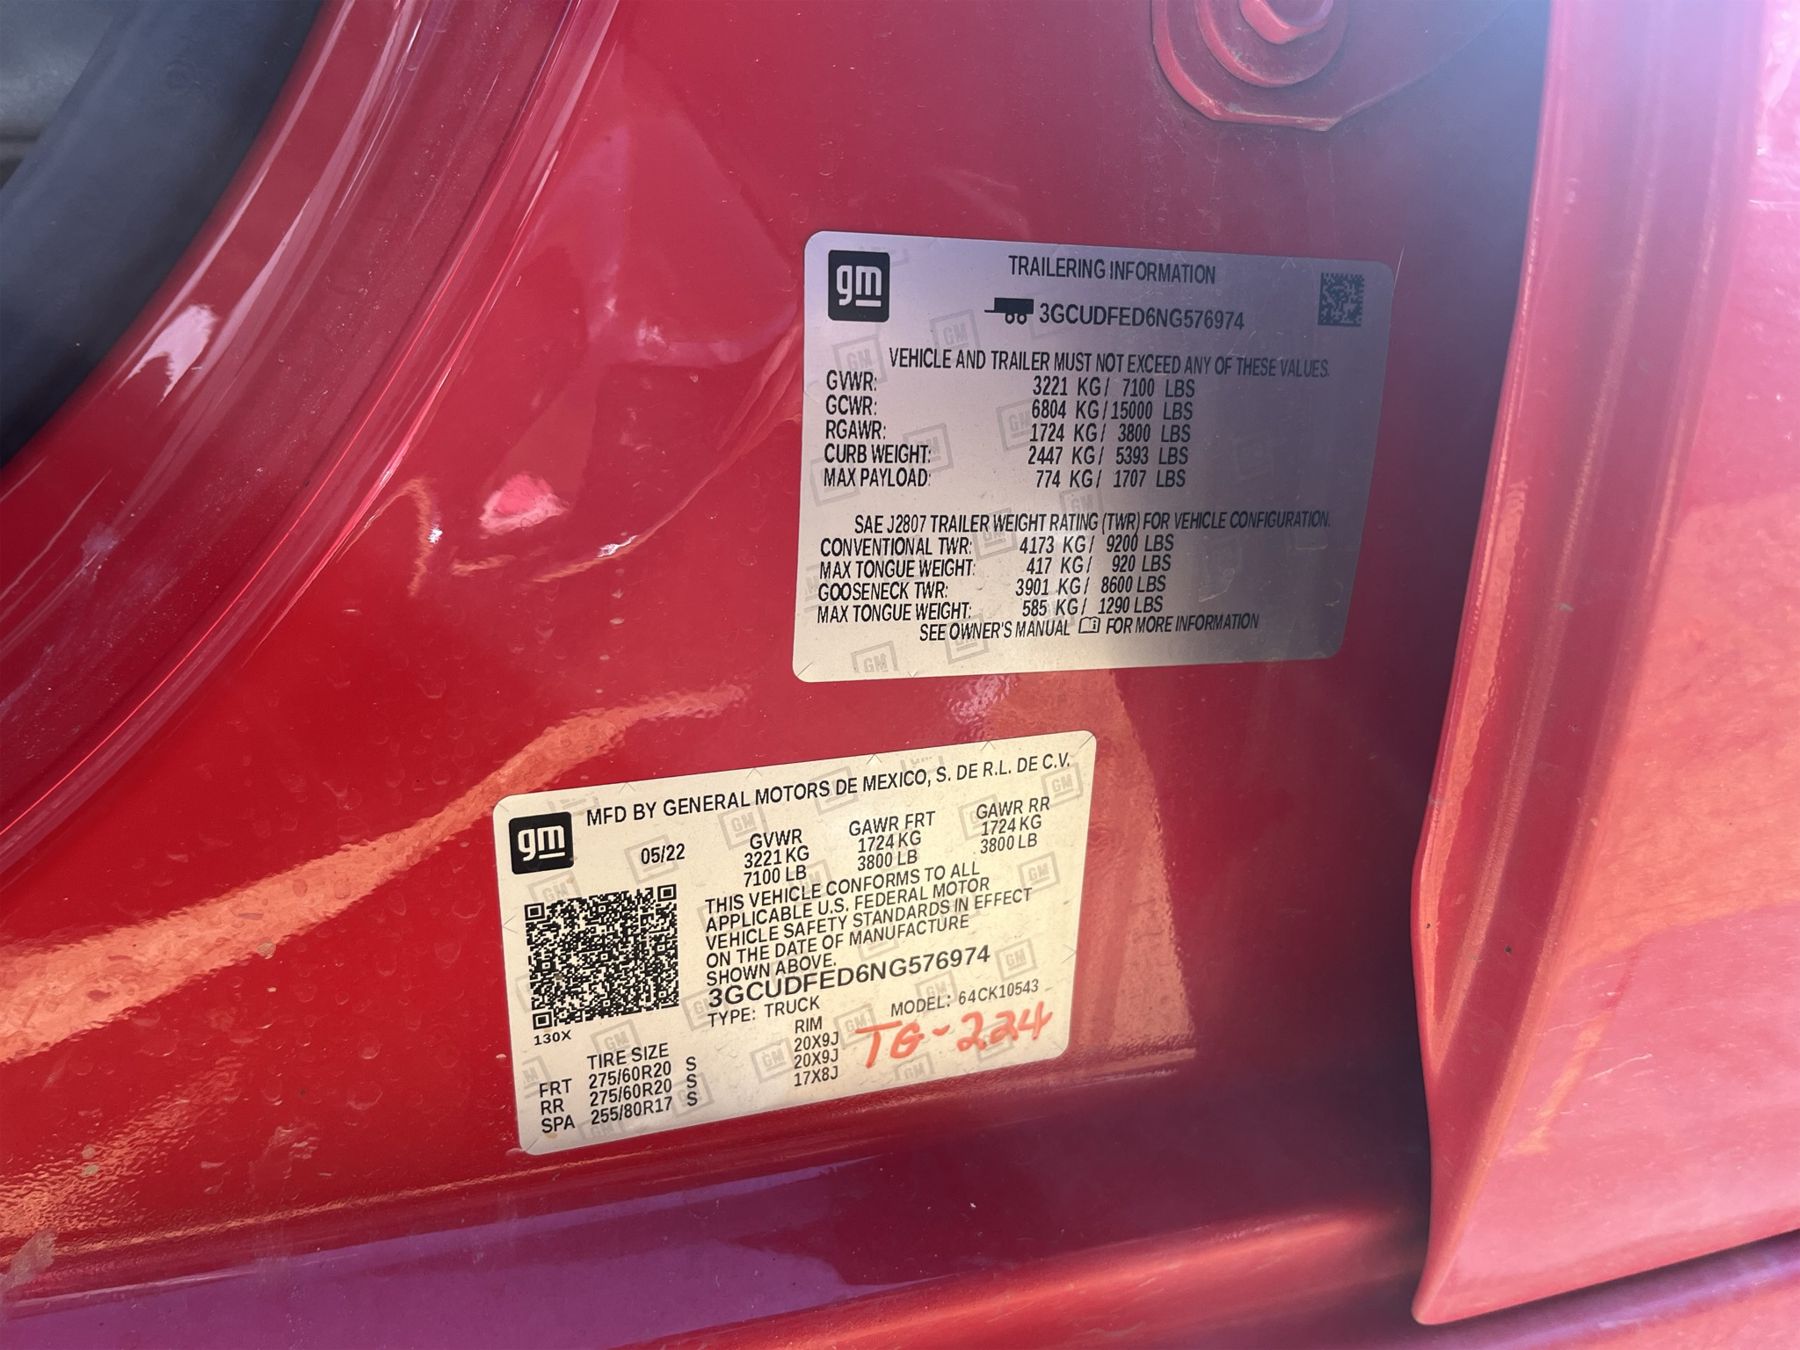 gm
TRAILERING INFORMATION
3GCUDFED6NG576974
VEHICLE AND TRAILER MUST NOT EXCEED ANY OF THESE VALUES.
GVWR: 3221 KG/ 7100 LBS
GCWR: 6804 KG/15000 LBS
RGAWR: 1724 KG/ 3800 LBS
CURB WEIGHT: 2447 KG/ 5393 LBS
MAX PAYLOAD: 774 KG/ 1707 LBS
SAE J2807 TRAILER WEIGHT RATING (TWR) FOR VEHICLE CONFIGURATION.
CONVENTIONAL TWR: 4173 KG/ 9200 LBS
MAX TONGUE WEIGHT: 417 KG/ 920 LBS
GOOSENECK TWR: 3901 KG/ 8600 LBS
MAX TONGUE WEIGHT: 585 KG/ 1290 LBS
SEE OWNER'S MANUAL FOR MORE INFORMATION
gm
MFD BY GENERAL MOTORS DE MEXICO, S. DE R.L. DE C.V.
05/22 GVWR GAWR FRT GAWR RR
3221 KG 1724 KG 1724 KG
7100 LB 3800 LB 3800 LB
THIS VEHICLE CONFORMS TO ALL
APPLICABLE U.S. FEDERAL MOTOR
VEHICLE SAFETY STANDARDS IN EFFECT
ON THE DATE OF MANUFACTURE
SHOWN ABOVE.
3GCUDFED6NG576974
TYPE: TRUCK MODEL: 64CK10543
130X
TIRE SIZE RIM
FRT 275/60R20 S 20X9J
RR 275/60R20 S 20X9J
SPA 255/80R17 S 17X8J
TG-224